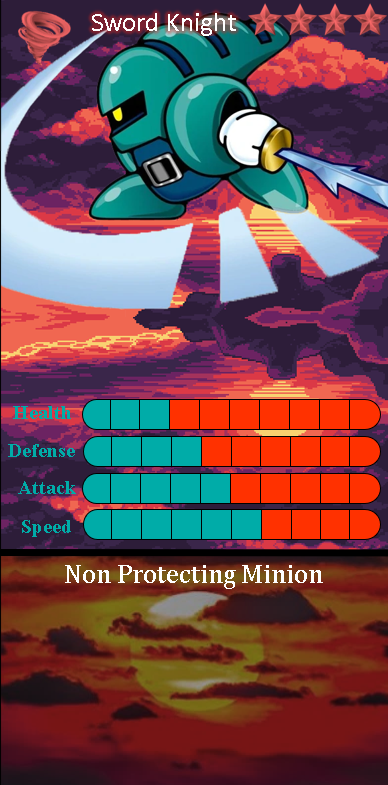 Sword Knight
Health
Defense
Attack
Speed
Non Protecting Minion